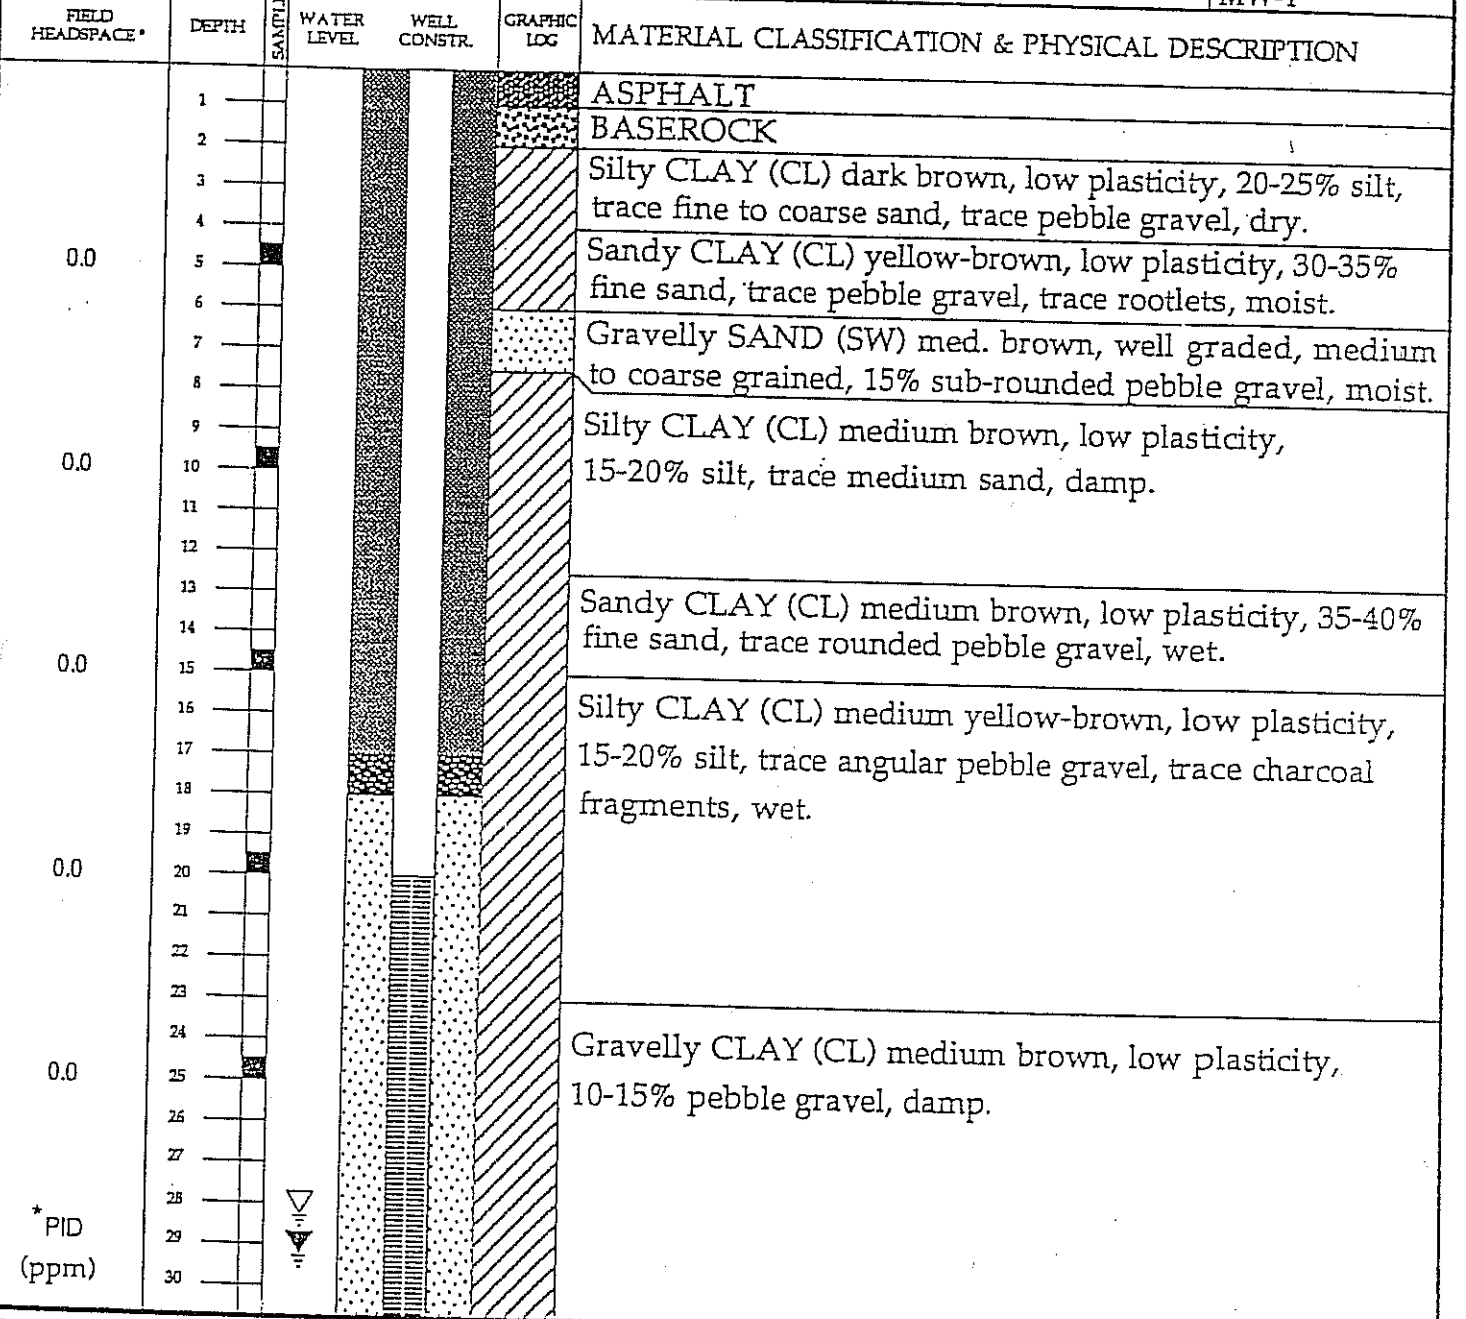 MW-1
FIELD HEADSPACE* DEPTH SAMPLE WATER LEVEL WELL CONSTR. GRAPHIC LOG MATERIAL CLASSIFICATION & PHYSICAL DESCRIPTION
1 ASPHALT
2 BASEROCK
3 Silty CLAY (CL) dark brown, low plasticity, 20-25% silt,
4 trace fine to coarse sand, trace pebble gravel, dry.
0.0 5 Sandy CLAY (CL) yellow-brown, low plasticity, 30-35%
6 fine sand, trace pebble gravel, trace rootlets, moist.
7 Gravelly SAND (SW) med. brown, well graded, medium
8 to coarse grained, 15% sub-rounded pebble gravel, moist.
9 Silty CLAY (CL) medium brown, low plasticity,
0.0 10 15-20% silt, trace medium sand, damp.
11
12
13 Sandy CLAY (CL) medium brown, low plasticity, 35-40%
14 fine sand, trace rounded pebble gravel, wet.
0.0 15
16 Silty CLAY (CL) medium yellow-brown, low plasticity,
17 15-20% silt, trace angular pebble gravel, trace charcoal
18 fragments, wet.
19
0.0 20
21
22
23
24 Gravelly CLAY (CL) medium brown, low plasticity,
0.0 25 10-15% pebble gravel, damp.
26
27
28
*PID 29
(ppm) 30